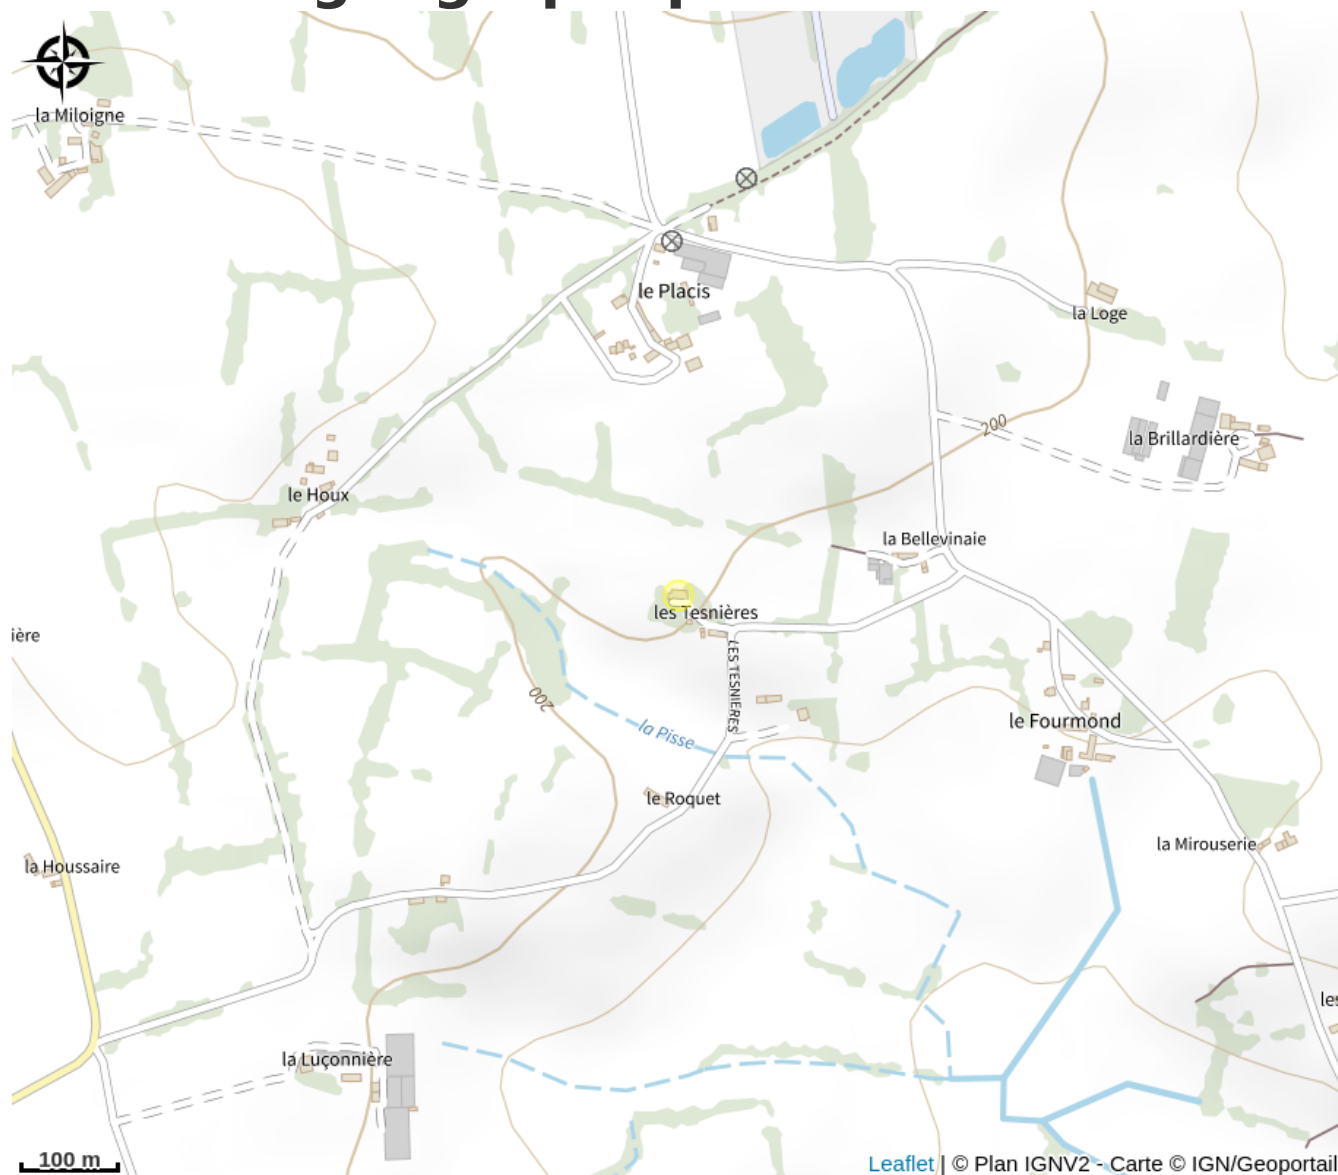 la Miloigne
le Placis
la Loge
200
la Brillardière
le Houx
la Bellevinaie
les Tesnières
ière
LES TESNIERES
200
la Pisse
le Fourmond
le Roquet
la Mirouserie
la Houssaire
les
la Luçonnière
100 m
Leaflet | © Plan IGNV2 - Carte © IGN/Geoportail